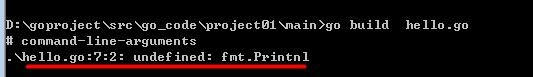 D:\goproject\src\go_code\project01\main>go build  hello.go
# command-line-arguments
.\hello.go:7:2: undefined: fmt.Printnl